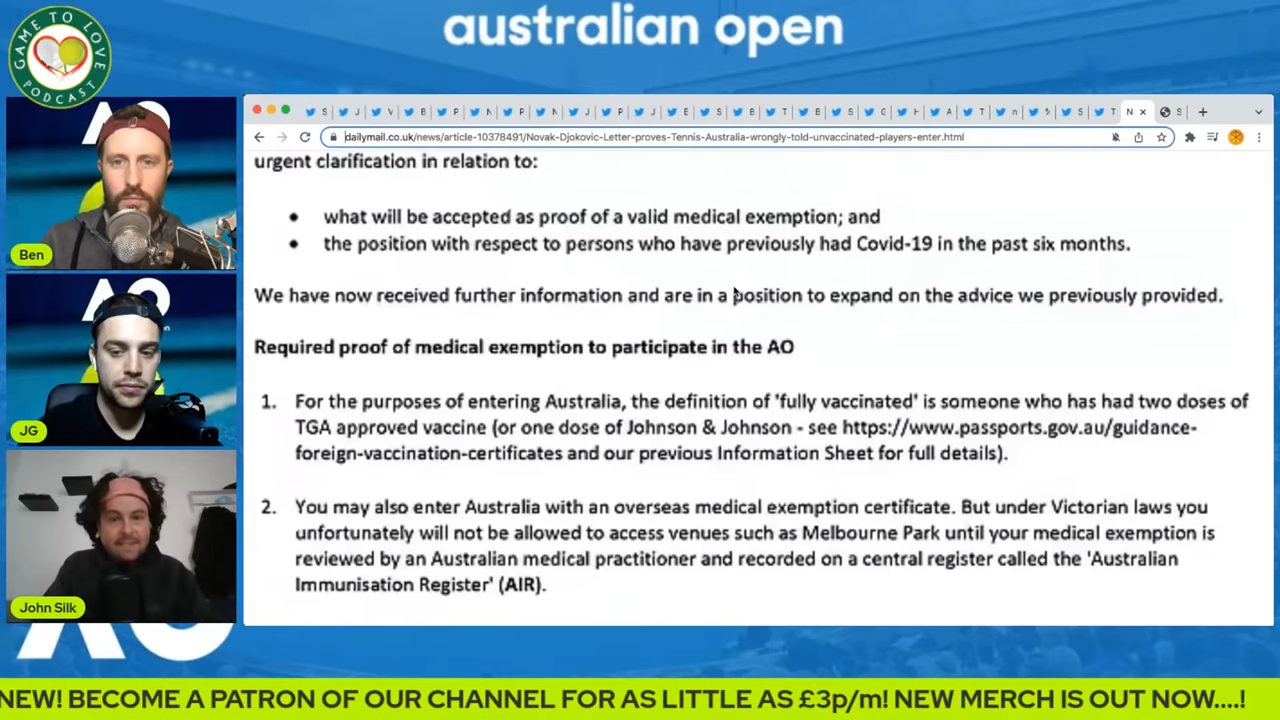 australian open
GAME TO LOVE
PODCAST
AO
Ben
AO
JG
John Silk
AO
dailymail.co.uk/news/article-10378491/Novak-Djokovic-Letter-proves-Tennis-Australia-wrongly-told-unvaccinated-players-enter.html
urgent clarification in relation to:
• what will be accepted as proof of a valid medical exemption; and
• the position with respect to persons who have previously had Covid-19 in the past six months.
We have now received further information and are in a position to expand on the advice we previously provided.
Required proof of medical exemption to participate in the AO
1. For the purposes of entering Australia, the definition of 'fully vaccinated' is someone who has had two doses of
TGA approved vaccine (or one dose of Johnson & Johnson - see https://www.passports.gov.au/guidance-
foreign-vaccination-certificates and our previous Information Sheet for full details).
2. You may also enter Australia with an overseas medical exemption certificate. But under Victorian laws you
unfortunately will not be allowed to access venues such as Melbourne Park until your medical exemption is
reviewed by an Australian medical practitioner and recorded on a central register called the 'Australian
Immunisation Register' (AIR).
NEW! BECOME A PATRON OF OUR CHANNEL FOR AS LITTLE AS £3p/m! NEW MERCH IS OUT NOW....!